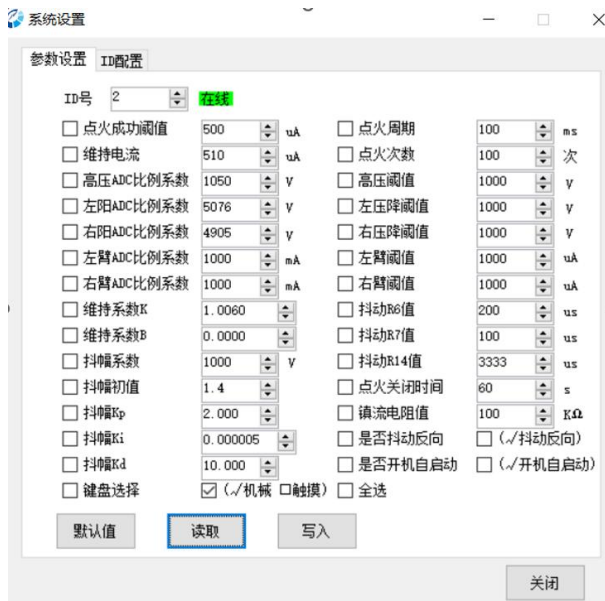 系统设置
参数设置 ID配置
ID号 2 在线
点火成功阈值 500 uA 点火周期 100 ms
维持电流 510 uA 点火次数 100 次
高压ADC比例系数 1050 V 高压阈值 1000 V
左阳ADC比例系数 5076 V 左压降阈值 1000 V
右阳ADC比例系数 4905 V 右压降阈值 1000 V
左臂ADC比例系数 1000 mA 左臂阈值 1000 uA
右臂ADC比例系数 1000 mA 右臂阈值 1000 uA
维持系数K 1.0060 抖动R6值 200 us
维持系数B 0.0000 抖动R7值 100 us
抖幅系数 1000 V 抖动R14值 3333 us
抖幅初值 1.4 点火关闭时间 60 s
抖幅Kp 2.000 镇流电阻值 100 KΩ
抖幅Ki 0.000005 是否抖动反向 (√抖动反向)
抖幅Kd 10.000 是否开机自启动 (√开机自启动)
键盘选择 (√机械 口触摸) 全选
默认值 读取 写入
关闭